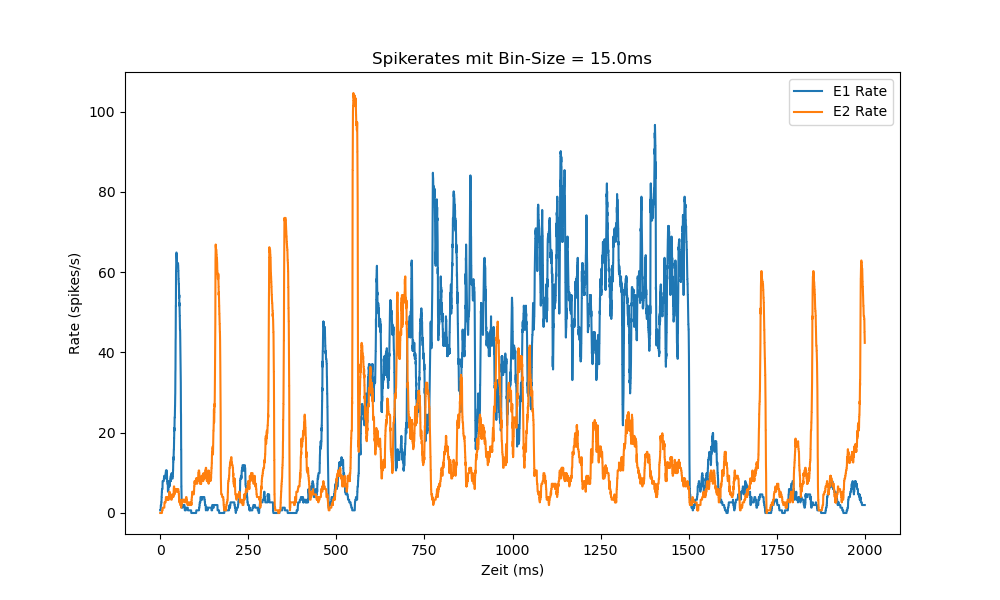 Spikerates mit Bin-Size = 15.0ms
E1 Rate
E2 Rate
100
80
60
40
20
0
Rate (spikes/s)
0 250 500 750 1000 1250 1500 1750 2000
Zeit (ms)